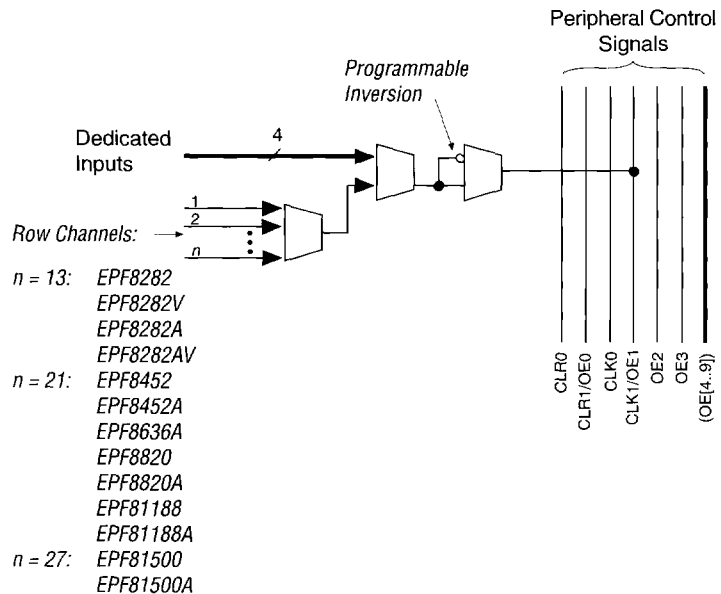 Peripheral Control
Signals
Programmable
Inversion
Dedicated
Inputs
4
1
2
n
Row Channels:
n = 13: EPF8282
EPF8282V
EPF8282A
EPF8282AV
n = 21: EPF8452
EPF8452A
EPF8636A
EPF8820
EPF8820A
EPF81188
EPF81188A
n = 27: EPF81500
EPF81500A
CLR0
CLR1/OE0
CLK0
CLK1/OE1
OE2
OE3
(OE[4..9])